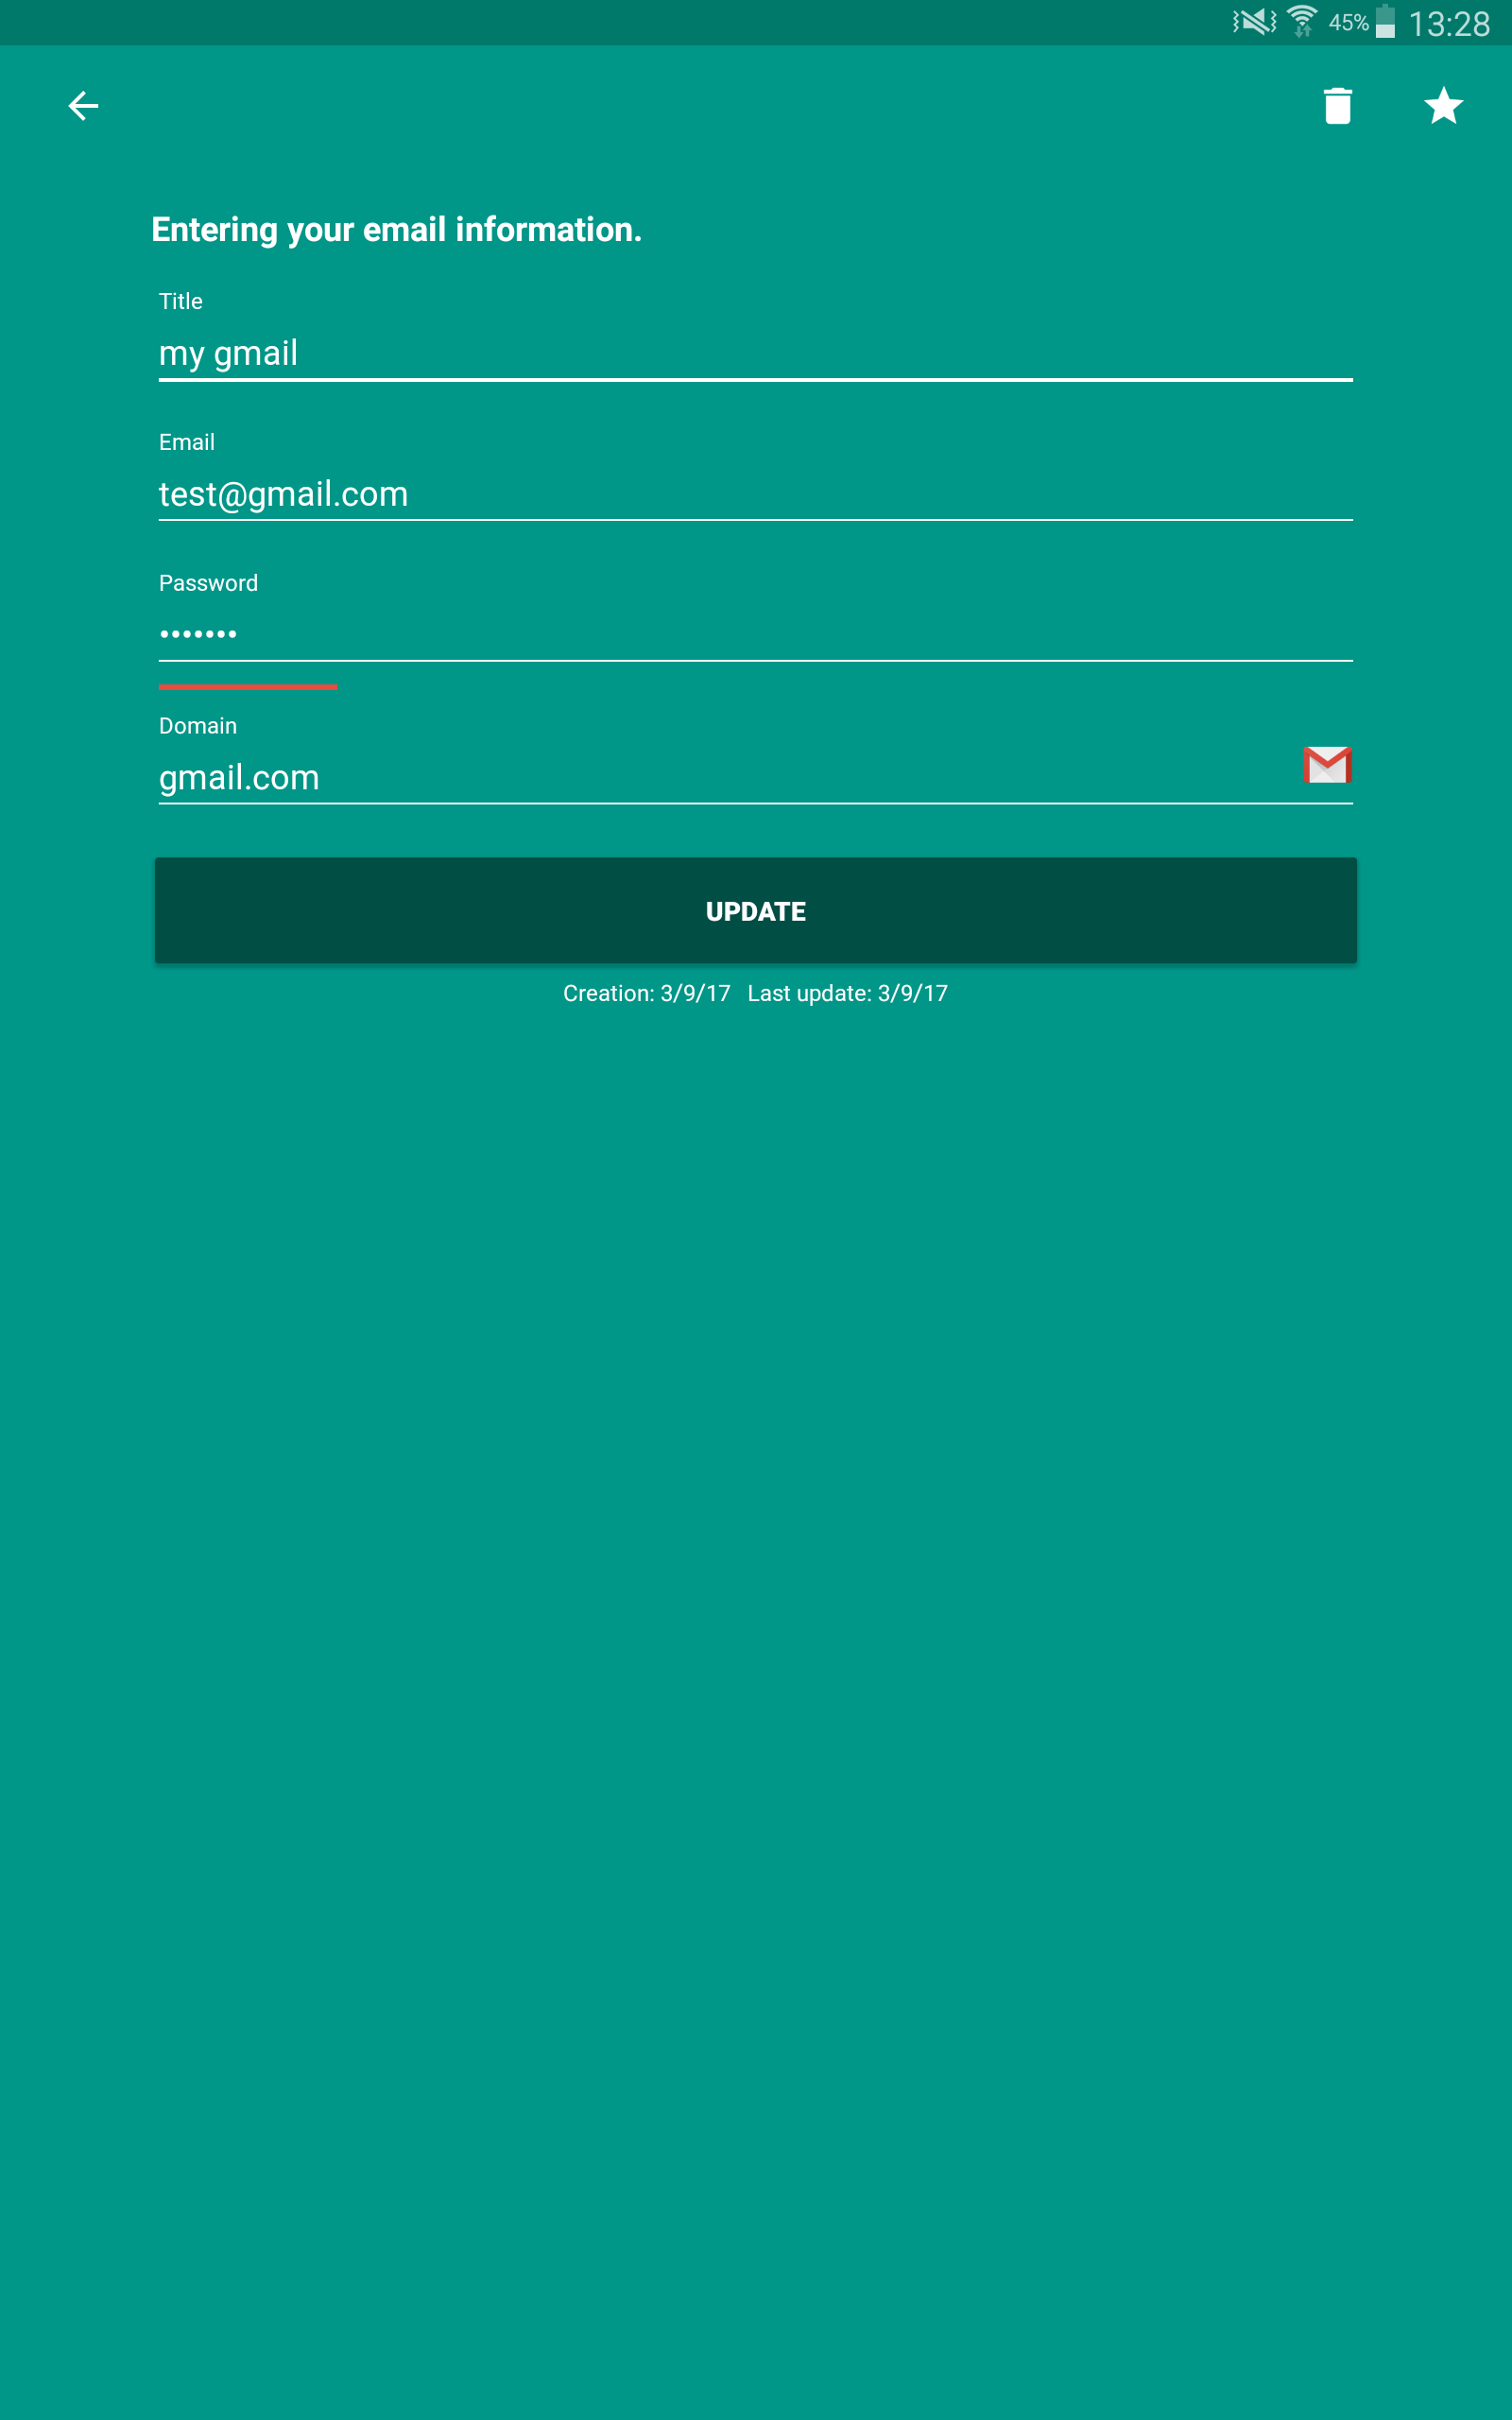 45% 13:28
Entering your email information.
Title
my gmail
Email
test@gmail.com
Password
•••••••
Domain
gmail.com
UPDATE
Creation: 3/9/17 Last update: 3/9/17